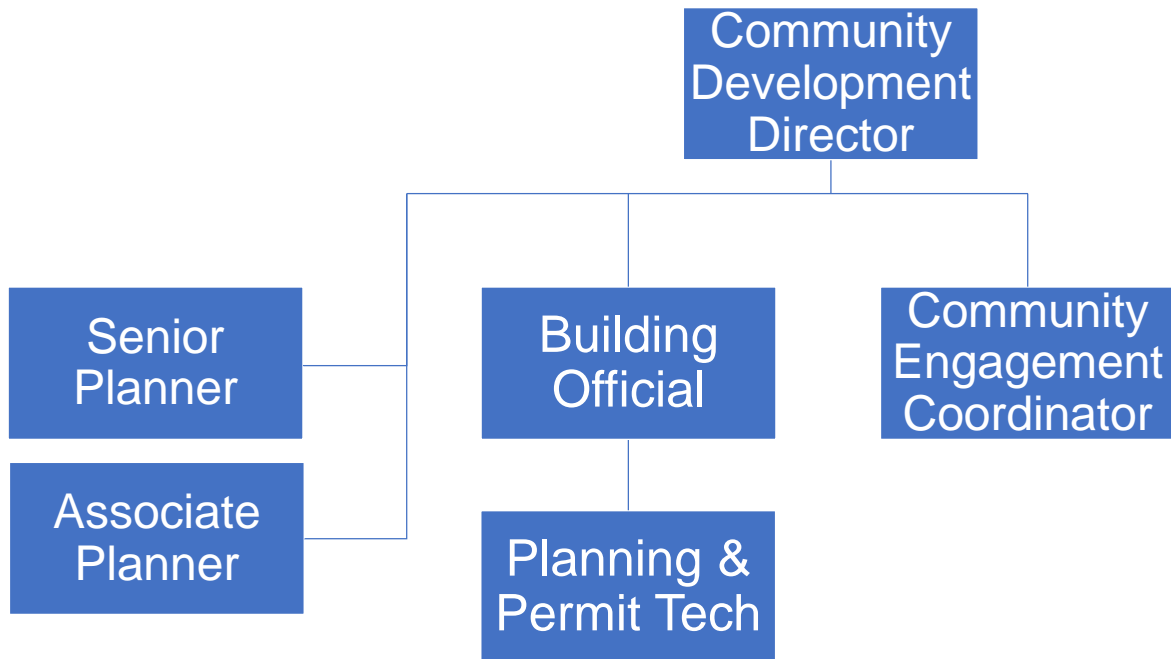 Community
Development
Director
Senior
Planner
Building
Official
Community
Engagement
Coordinator
Associate
Planner
Planning &
Permit Tech